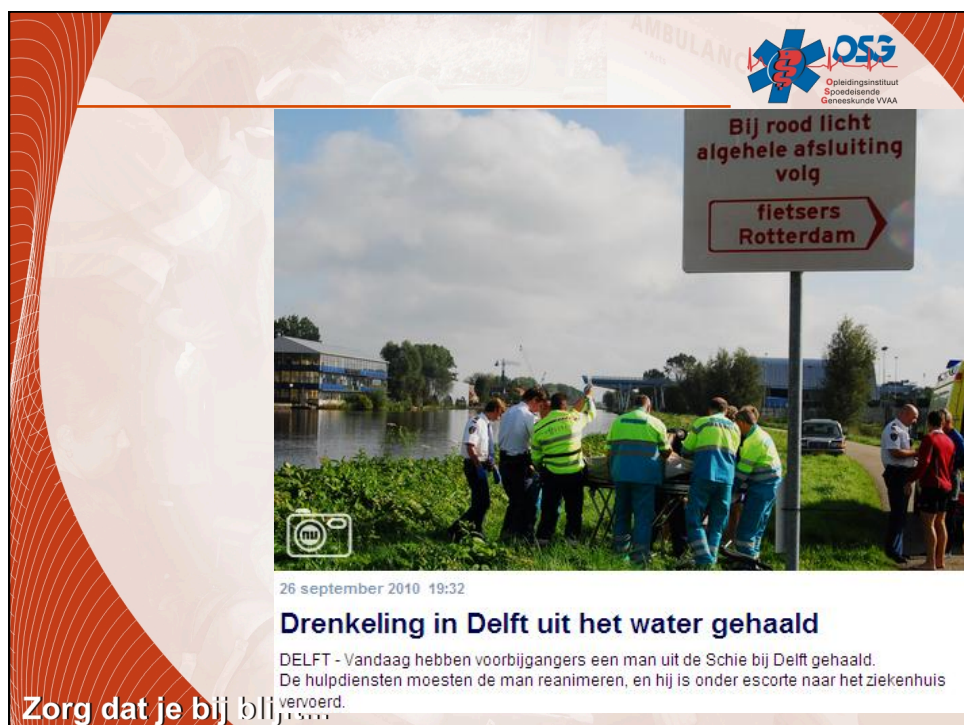 AMBULANC
OSG
Opleidingsinstituut
Spoedeisende
Geneeskunde VVAA
Bij rood licht
algehele afsluiting
volg
fietsers
Rotterdam
nu
26 september 2010 19:32
Drenkeling in Delft uit het water gehaald
DELFT - Vandaag hebben voorbijgangers een man uit de Schie bij Delft gehaald.
De hulpdiensten moesten de man reanimeren, en hij is onder escorte naar het ziekenhuis
vervoerd.
Zorg dat je bij